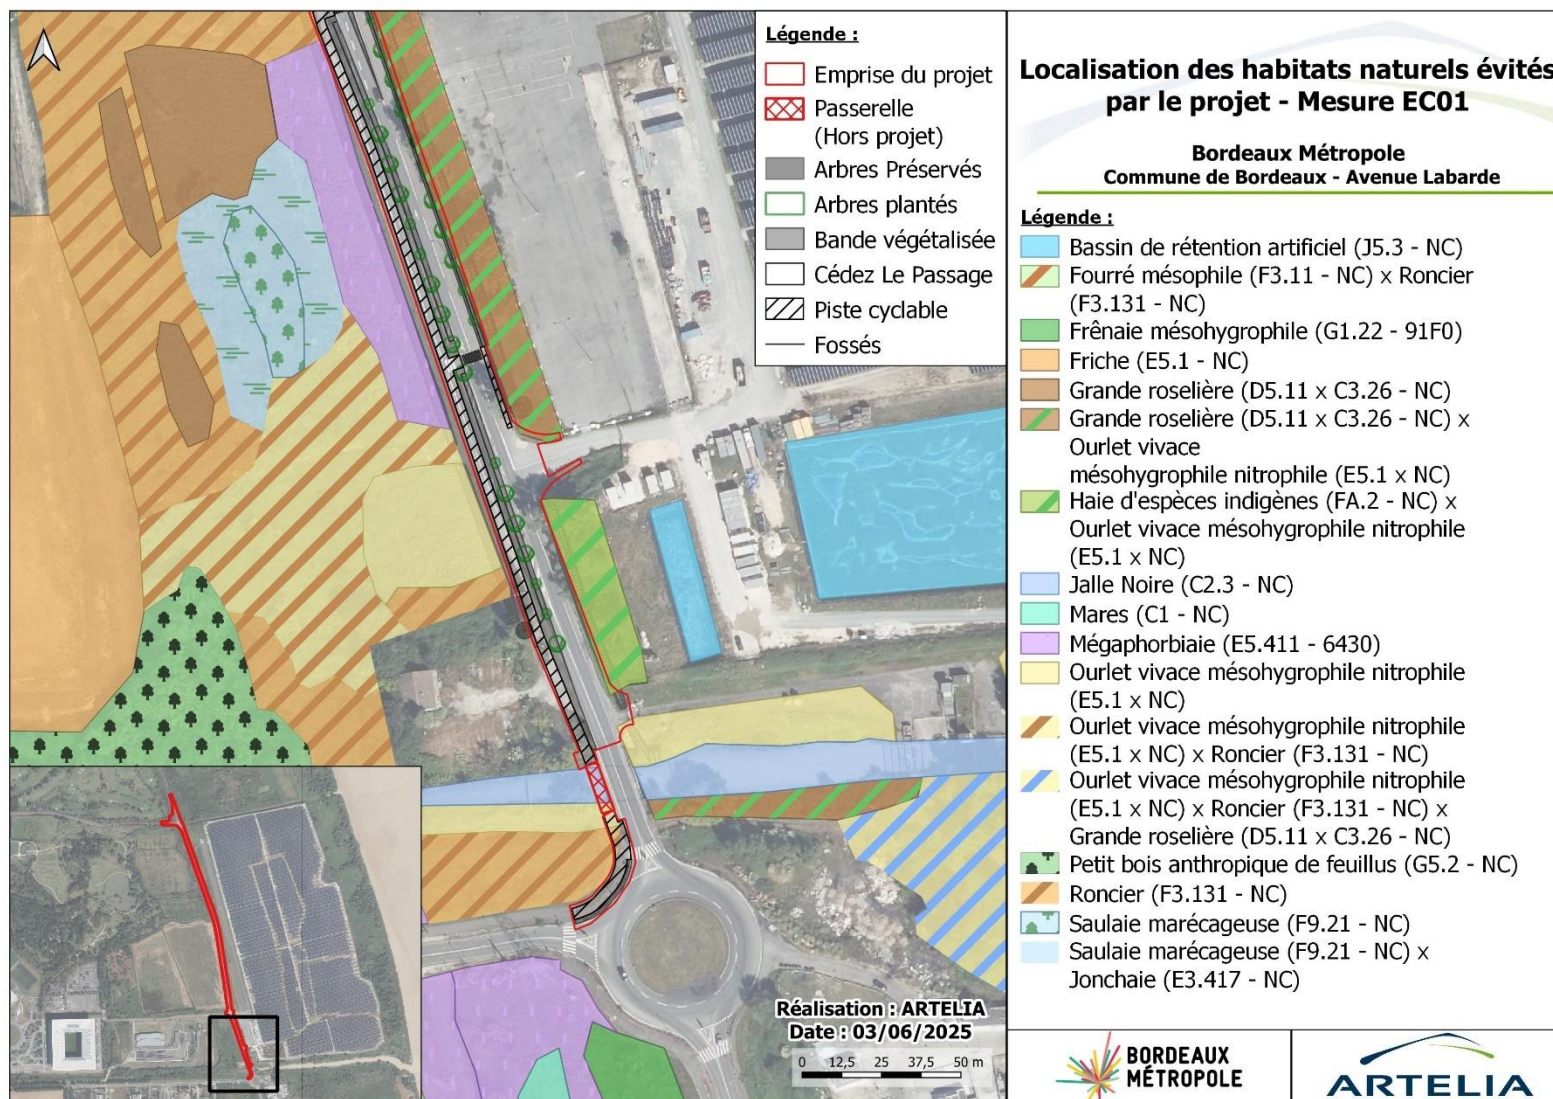 Légende :
Emprise du projet
Passerelle
(Hors projet)
Arbres Préservés
Arbres plantés
Bande végétalisée
Cédez Le Passage
Piste cyclable
Fossés
Réalisation : ARTELIA
Date : 03/06/2025
0 12,5 25 37,5 50 m
Localisation des habitats naturels évités
par le projet - Mesure EC01
Bordeaux Métropole
Commune de Bordeaux - Avenue Labarde
Légende :
Bassin de rétention artificiel (J5.3 - NC)
Fourré mésophile (F3.11 - NC) x Roncier
(F3.131 - NC)
Frênaie mésohygrophile (G1.22 - 91F0)
Friche (E5.1 - NC)
Grande roselière (D5.11 x C3.26 - NC)
Grande roselière (D5.11 x C3.26 - NC) x
Ourlet vivace
mésohygrophile nitrophile (E5.1 x NC)
Haie d'espèces indigènes (FA.2 - NC) x
Ourlet vivace mésohygrophile nitrophile
(E5.1 x NC)
Jalle Noire (C2.3 - NC)
Mares (C1 - NC)
Mégaphorbiaie (E5.411 - 6430)
Ourlet vivace mésohygrophile nitrophile
(E5.1 x NC)
Ourlet vivace mésohygrophile nitrophile
(E5.1 x NC) x Roncier (F3.131 - NC)
Ourlet vivace mésohygrophile nitrophile
(E5.1 x NC) x Roncier (F3.131 - NC) x
Grande roselière (D5.11 x C3.26 - NC)
Petit bois anthropique de feuillus (G5.2 - NC)
Roncier (F3.131 - NC)
Saulaie marécageuse (F9.21 - NC)
Saulaie marécageuse (F9.21 - NC) x
Jonchaie (E3.417 - NC)
BORDEAUX
MÉTROPOLE
ARTELIA